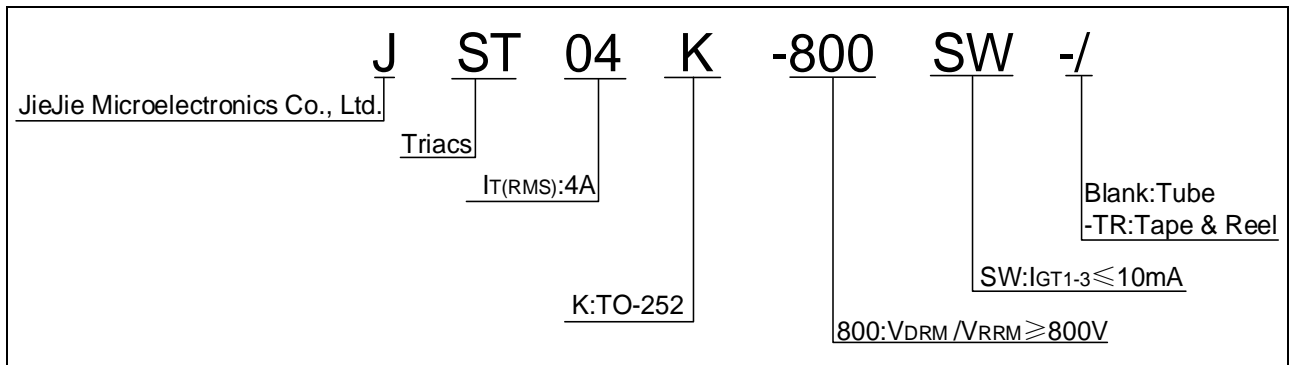 J ST 04 K -800 SW -/
JieJie Microelectronics Co., Ltd.
Triacs
IT(RMS):4A
Blank:Tube
-TR:Tape & Reel
SW:IGT1-3≤10mA
K:TO-252
800:VDRM /VRRM≥800V